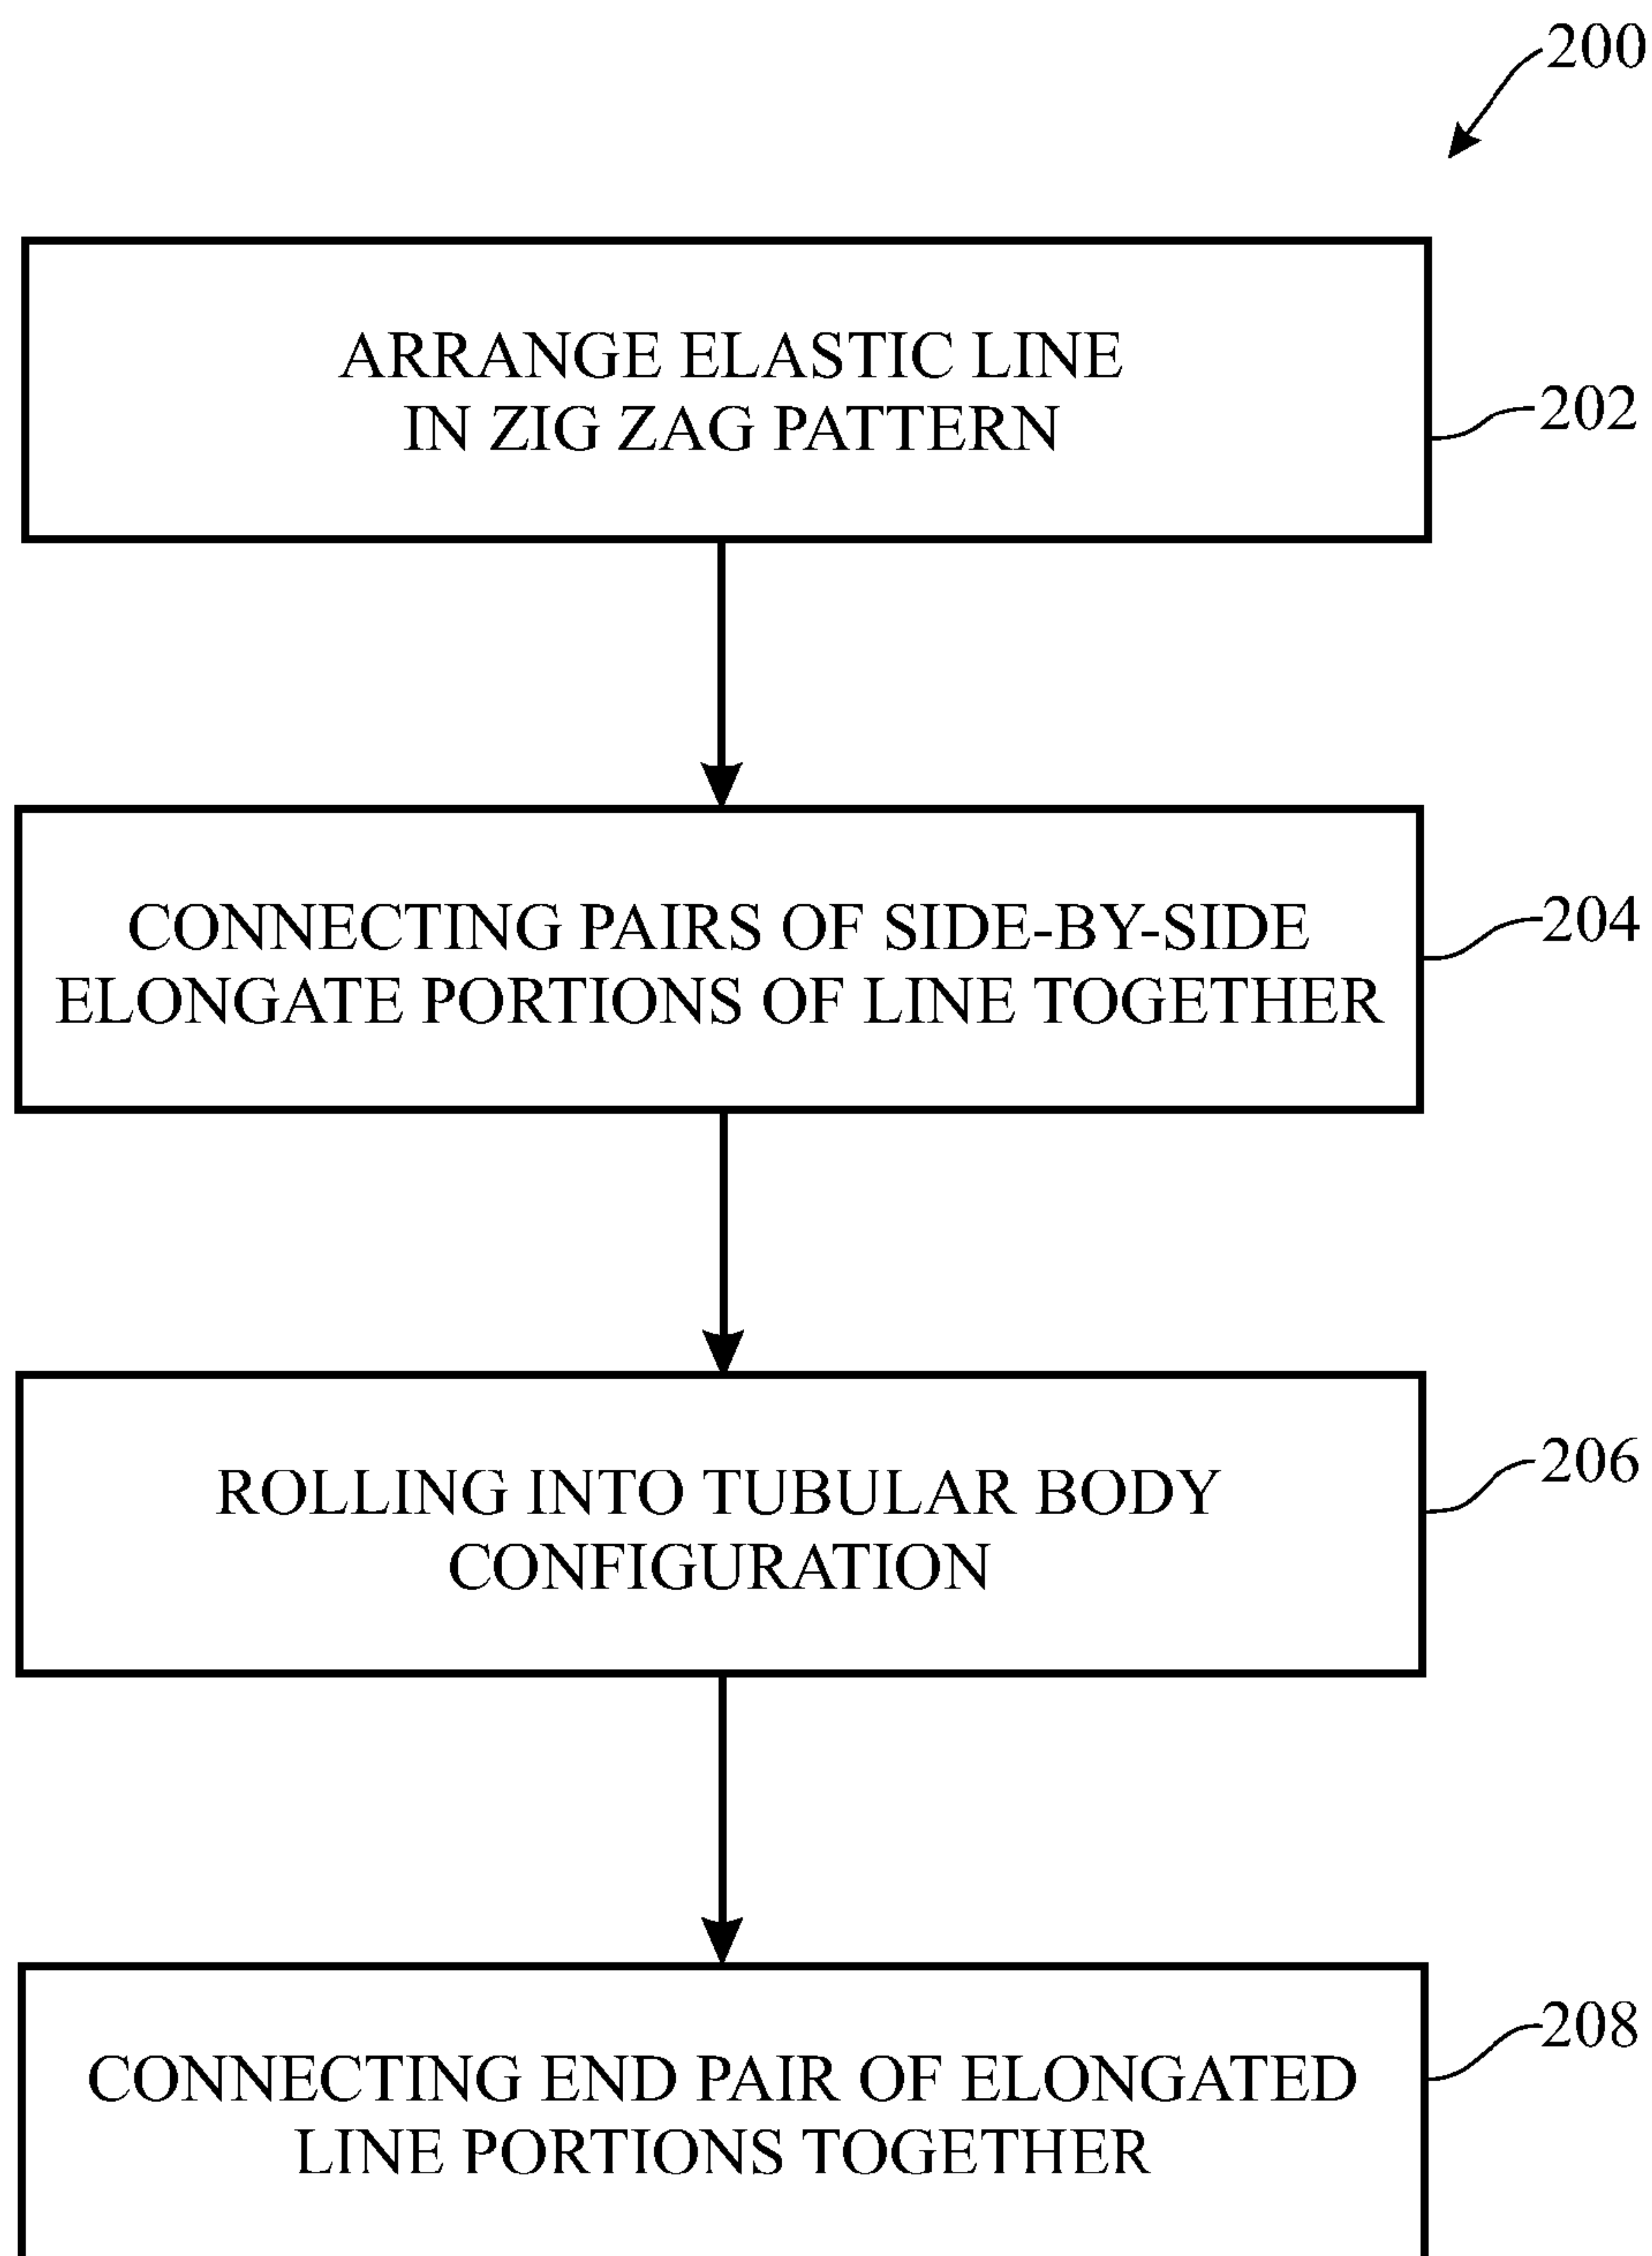 200
ARRANGE ELASTIC LINE
IN ZIG ZAG PATTERN
202
CONNECTING PAIRS OF SIDE-BY-SIDE
ELONGATE PORTIONS OF LINE TOGETHER
204
ROLLING INTO TUBULAR BODY
CONFIGURATION
206
CONNECTING END PAIR OF ELONGATED
LINE PORTIONS TOGETHER
208